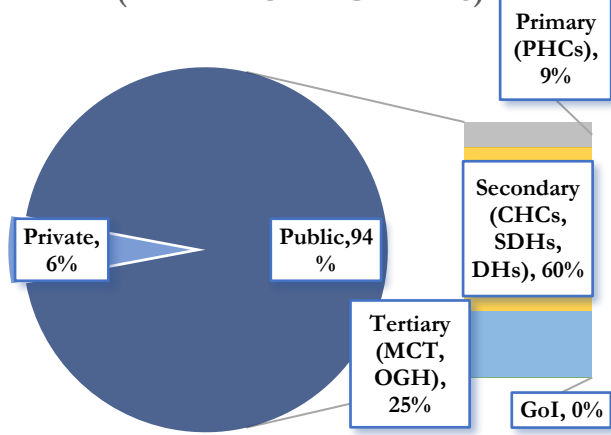 Primary
(PHCs),
9%
Private,
6%
Public,94
%
Secondary
(CHCs,
SDHs,
DHs), 60%
Tertiary
(MCT,
OGH),
25%
GoI, 0%